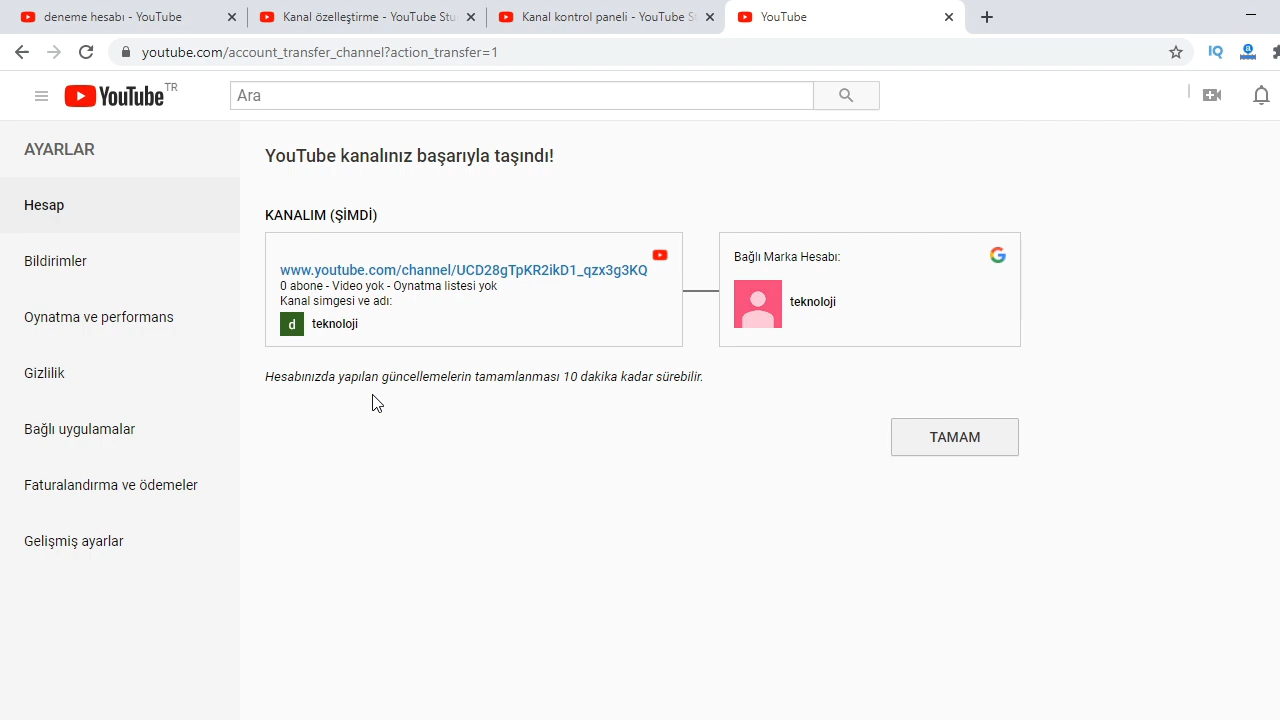 deneme hesabı - YouTube
Kanal özelleştirme - YouTube Stu
Kanal kontrol paneli - YouTube S
YouTube
youtube.com/account_transfer_channel?action_transfer=1
IQ
a
YouTube TR
Ara
AYARLAR
Hesap
Bildirimler
Oynatma ve performans
Gizlilik
Bağlı uygulamalar
Faturalandırma ve ödemeler
Gelişmiş ayarlar
YouTube kanalınız başarıyla taşındı!
KANALIM (ŞİMDİ)
www.youtube.com/channel/UCD28gTpKR2ikD1_qzx3g3KQ
0 abone - Video yok - Oynatma listesi yok
Kanal simgesi ve adı:
d teknoloji
Bağlı Marka Hesabı:
teknoloji
Hesabınızda yapılan güncellemelerin tamamlanması 10 dakika kadar sürebilir.
TAMAM